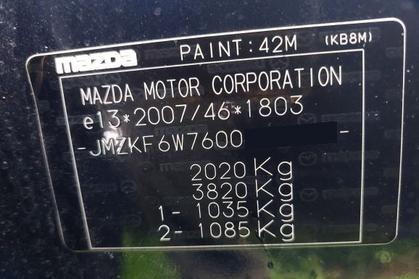 mazda PAINT:42M (KB8M)
MAZDA MOTOR CORPORATION
e13*2007/46*1803
-JMZKF6W7600 -
2020 Kg
3820 Kg
1- 1035 Kg
2- 1085 Kg